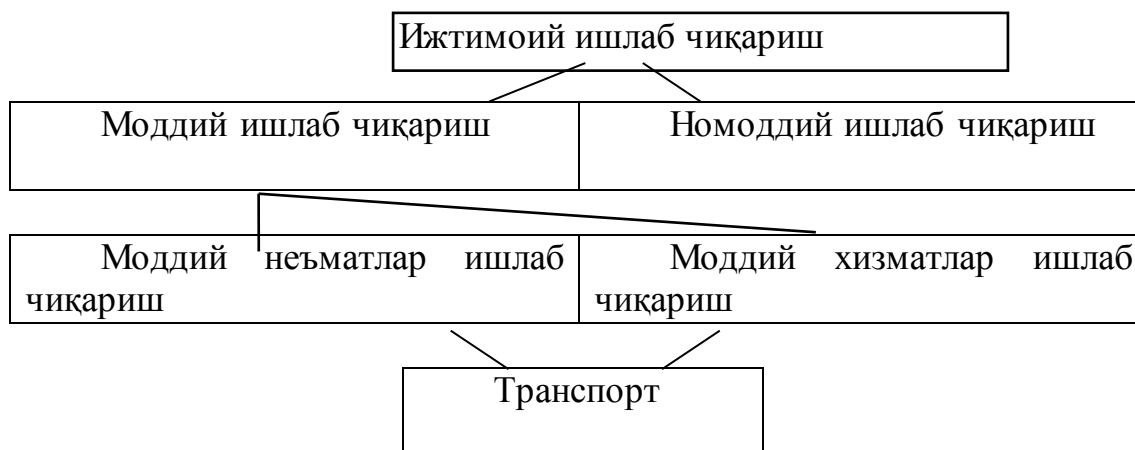 Ижтимоий ишлаб чиқариш
Моддий ишлаб чиқариш
Номоддий ишлаб чиқариш
Моддий неъматлар ишлаб
чиқариш
Моддий хизматлар ишлаб
чиқариш
Транспорт